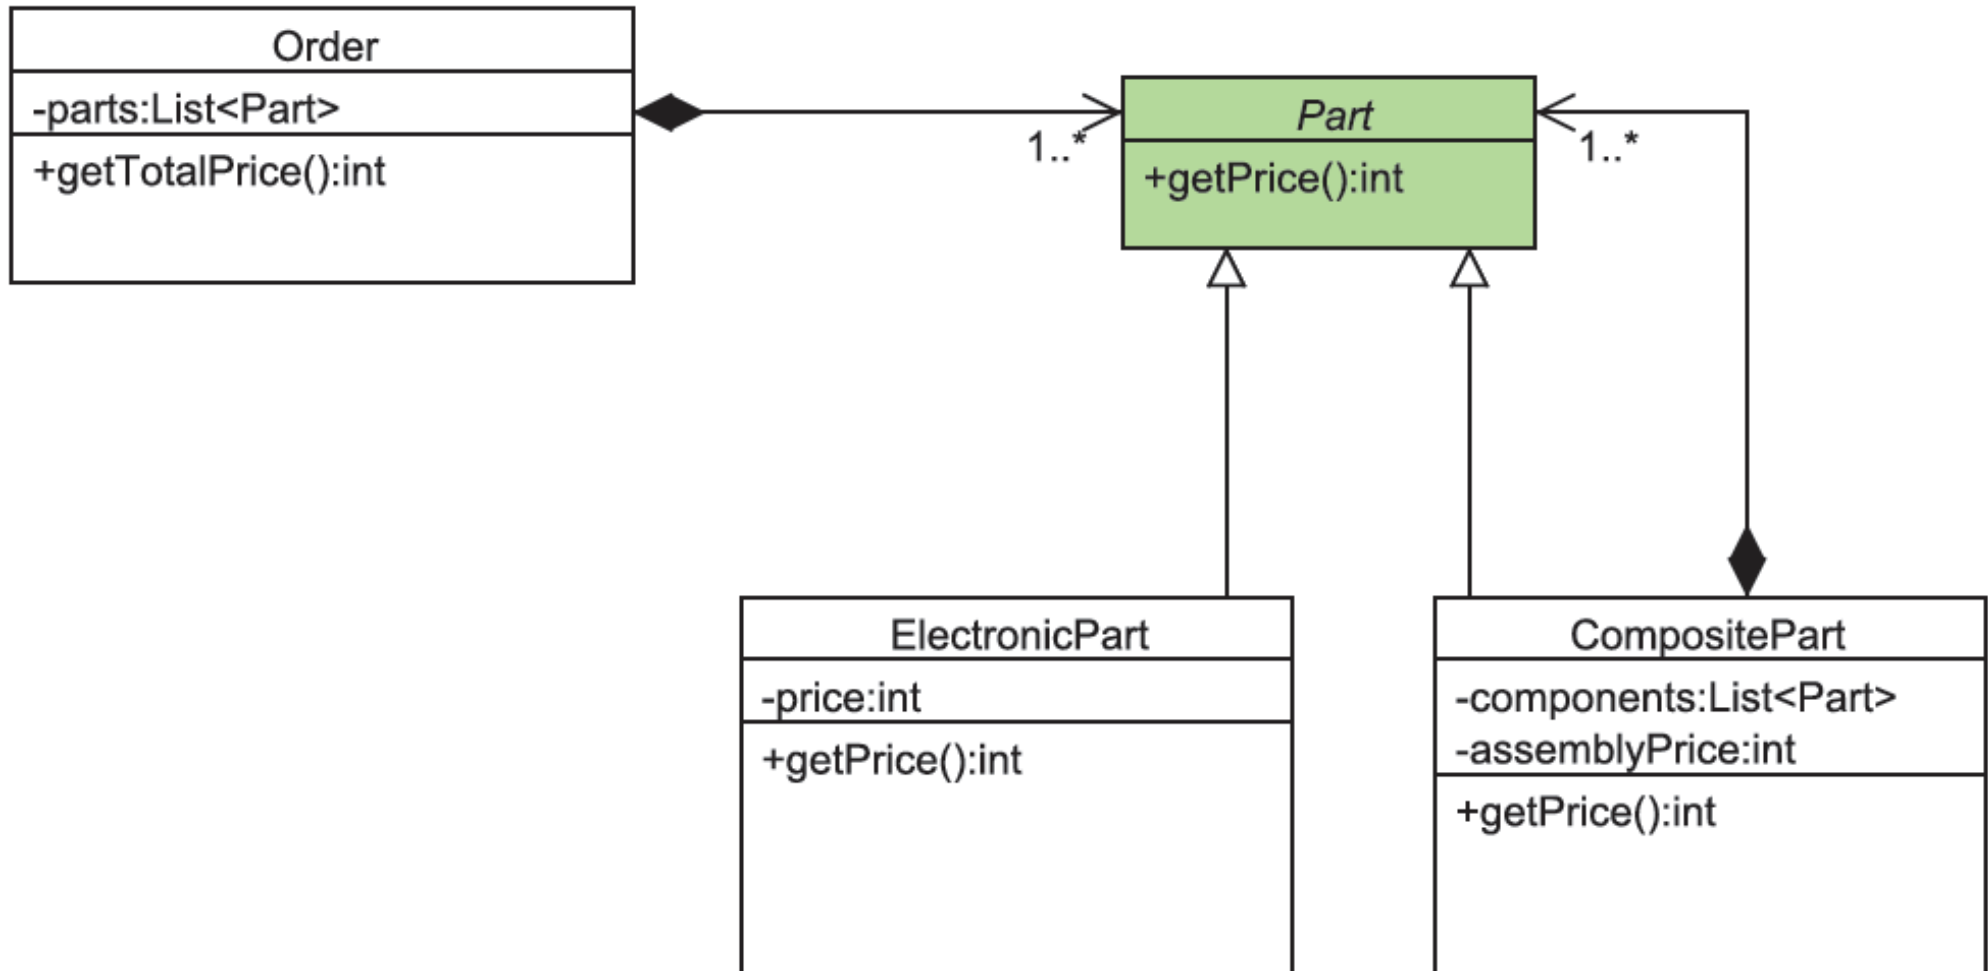 Order
-parts:List<Part>
+getTotalPrice():int
1..*
Part
+getPrice():int
1..*
ElectronicPart
-price:int
+getPrice():int
CompositePart
-components:List<Part>
-assemblyPrice:int
+getPrice():int